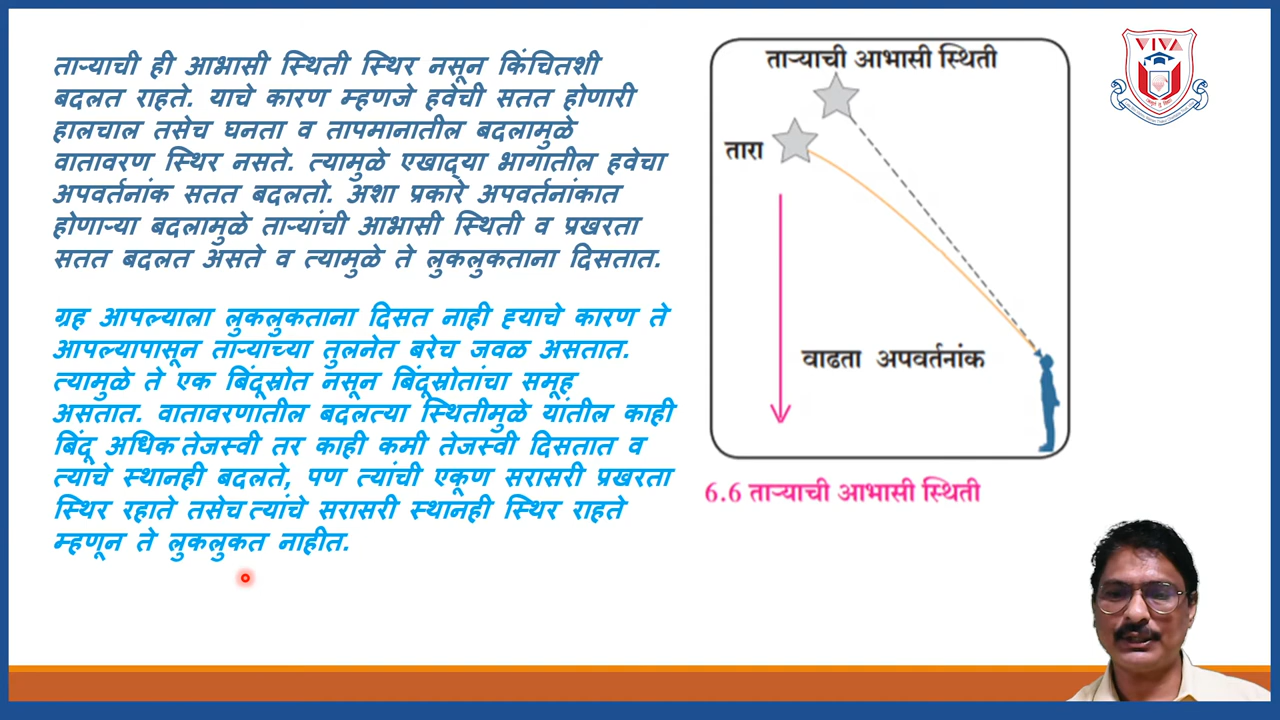 ताऱ्याची ही आभासी स्थिती स्थिर नसून किंचितशी
बदलत राहते. याचे कारण म्हणजे हवेची सतत होणारी
हालचाल तसेच घनता व तापमानातील बदलामुळे
वातावरण स्थिर नसते. त्यामुळे एखाद्‌या भागातील हवेचा
अपवर्तनांक सतत बदलतो. अशा प्रकारे अपवर्तनांकात
होणाऱ्या बदलामुळे ताऱ्यांची आभासी स्थिती व प्रखरता
सतत बदलत असते व त्यामुळे ते लुकलुकताना दिसतात.
ग्रह आपल्याला लुकलुकताना दिसत नाही ह्याचे कारण ते
आपल्यापासून ताऱ्याच्या तुलनेत बरेच जवळ असतात.
त्यामुळे ते एक बिंदूस्रोत नसून बिंदूस्रोतांचा समूह
असतात. वातावरणातील बदलत्या स्थितीमुळे यांतील काही
बिंदू अधिक तेजस्वी तर काही कमी तेजस्वी दिसतात व
त्याचे स्थानही बदलते, पण त्यांची एकूण सरासरी प्रखरता
स्थिर रहाते तसेच त्यांचे सरासरी स्थानही स्थिर राहते
म्हणून ते लुकलुकत नाहीत.
ताऱ्याची आभासी स्थिती
तारा
वाढता अपवर्तनांक
6.6 ताऱ्याची आभासी स्थिती
VIVA